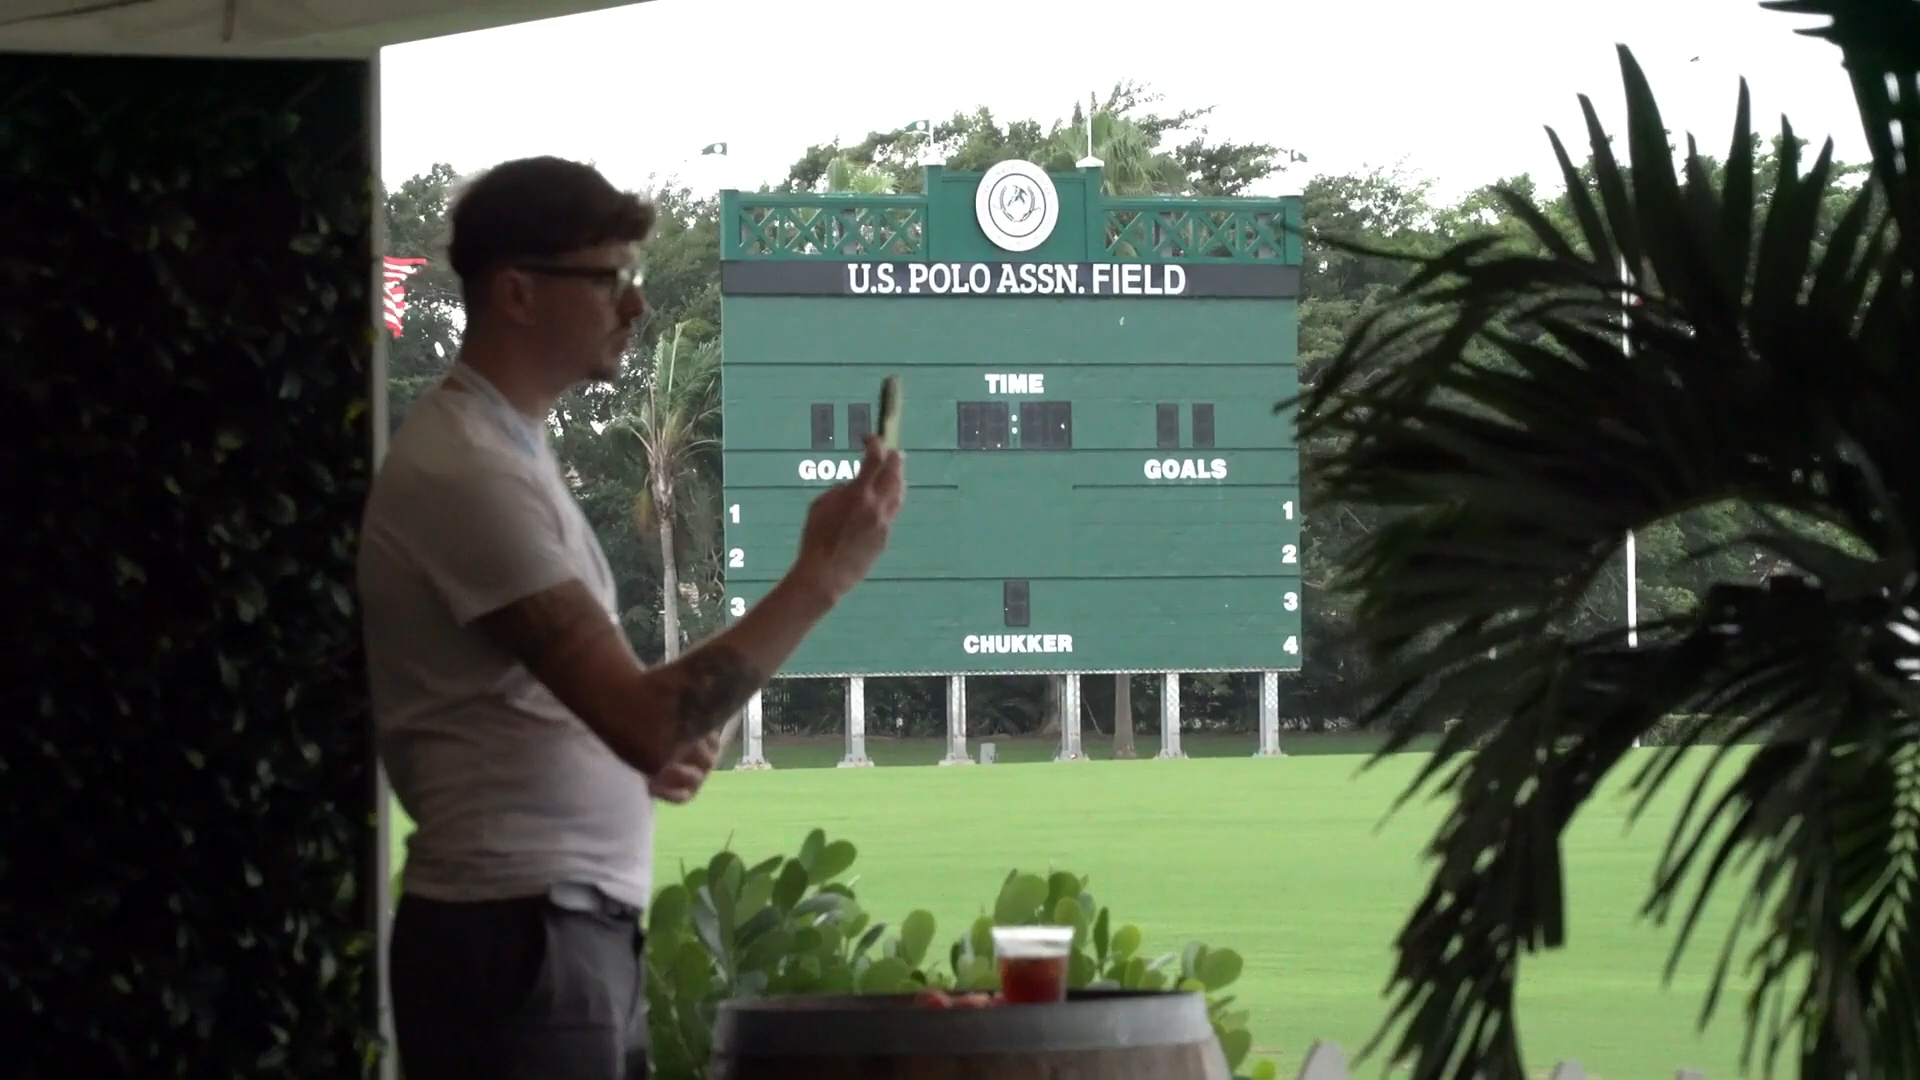 U.S. POLO ASSN. FIELD
TIME
GOALS
1 1
2 2
3 3
CHUKKER
4